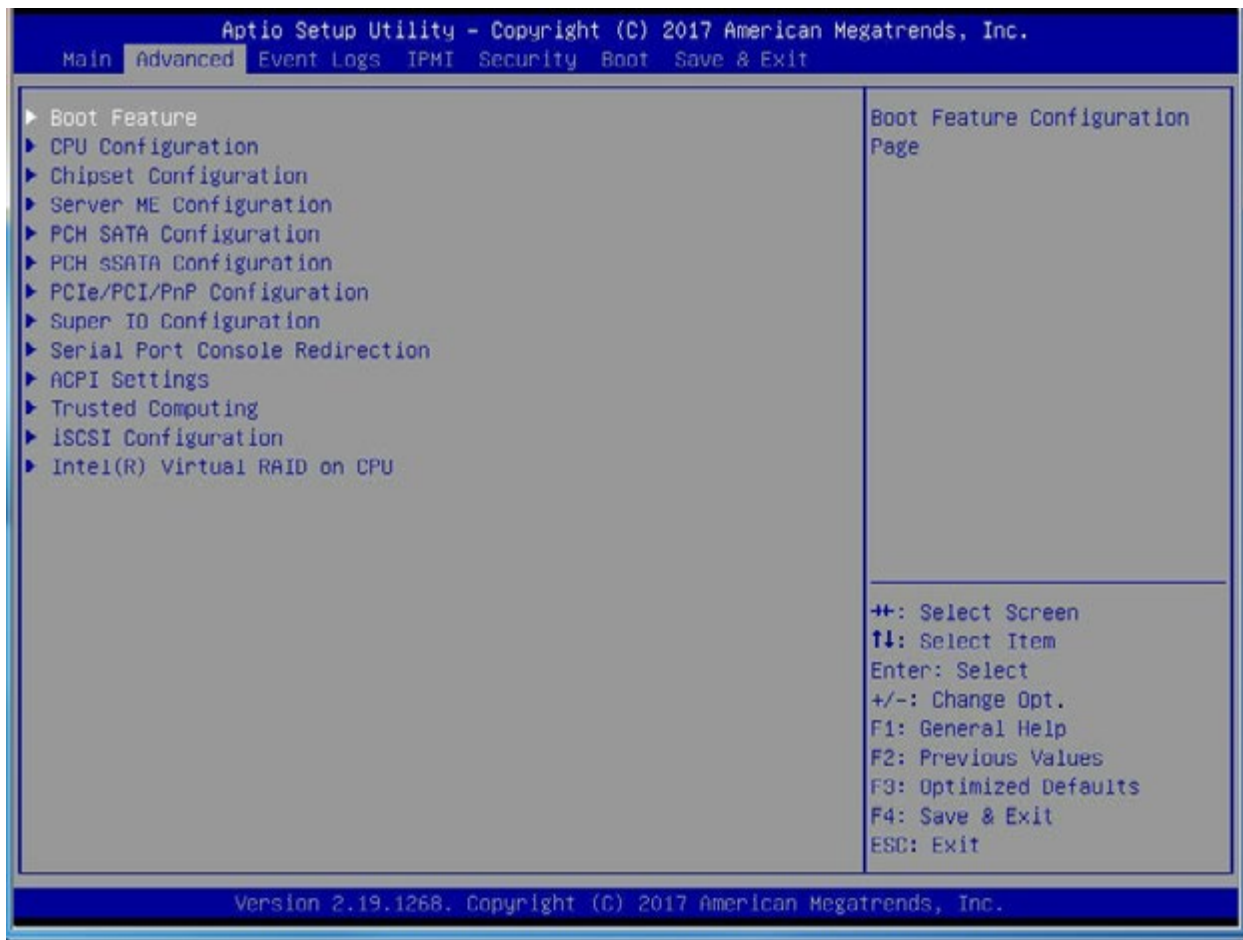 Aptio Setup Utility – Copyright (C) 2017 American Megatrends, Inc.
Main Advanced Event Logs IPMI Security Boot Save & Exit
▶ Boot Feature
▶ CPU Configuration
▶ Chipset Configuration
▶ Server ME Configuration
▶ PCH SATA Configuration
▶ PCH sSATA Configuration
▶ PCIe/PCI/PnP Configuration
▶ Super IO Configuration
▶ Serial Port Console Redirection
▶ ACPI Settings
▶ Trusted Computing
▶ iSCSI Configuration
▶ Intel(R) Virtual RAID on CPU
Boot Feature Configuration
Page
→←: Select Screen
↑↓: Select Item
Enter: Select
+/-: Change Opt.
F1: General Help
F2: Previous Values
F3: Optimized Defaults
F4: Save & Exit
ESC: Exit
Version 2.19.1268. Copyright (C) 2017 American Megatrends, Inc.